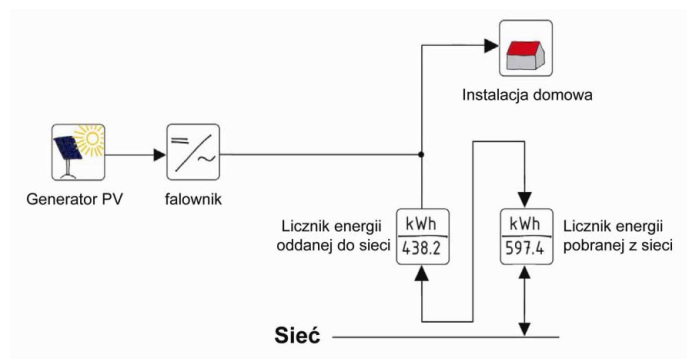 Instalacja domowa
Generator PV
falownik
Licznik energii
oddanej do sieci
kWh
438.2
kWh
597.4
Licznik energii
pobranej z sieci
Sieć